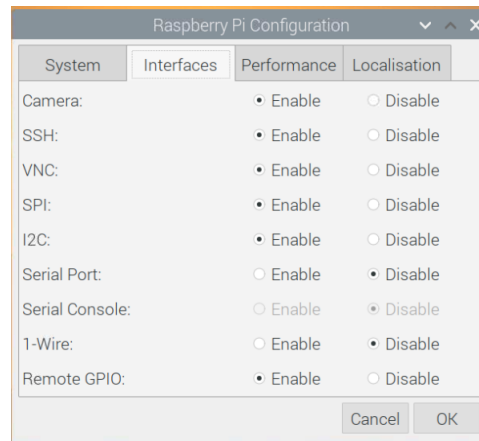 Raspberry Pi Configuration
System Interfaces Performance Localisation
Camera: Enable Disable
SSH: Enable Disable
VNC: Enable Disable
SPI: Enable Disable
I2C: Enable Disable
Serial Port: Enable Disable
Serial Console: Enable Disable
1-Wire: Enable Disable
Remote GPIO: Enable Disable
Cancel OK